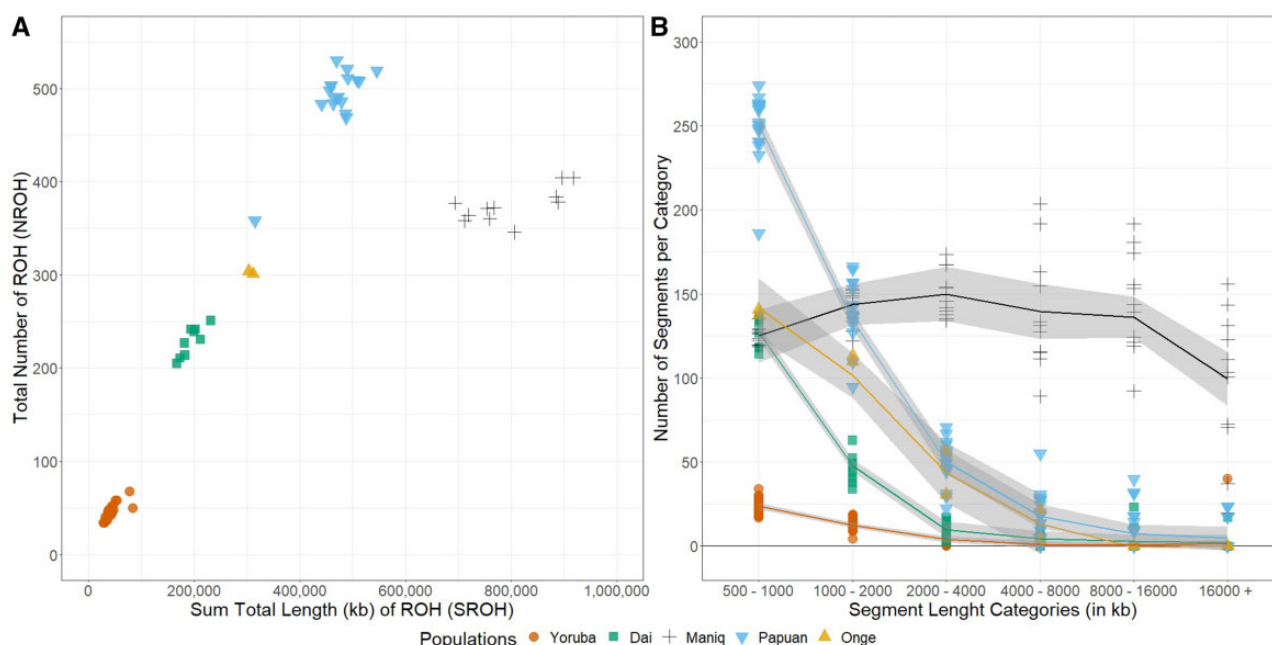 A
Total Number of ROH (NROH)
500
400
300
200
100
0
0 200,000 400,000 600,000 800,000 1,000,000
Sum Total Length (kb) of ROH (SROH)
B
Number of Segments per Category
300
250
200
150
100
50
0
500 - 1000 1000 - 2000 2000 - 4000 4000 - 8000 8000 - 16000 16000 +
Segment Lenght Categories (in kb)
Populations Yoruba Dai Maniq Papuan Onge